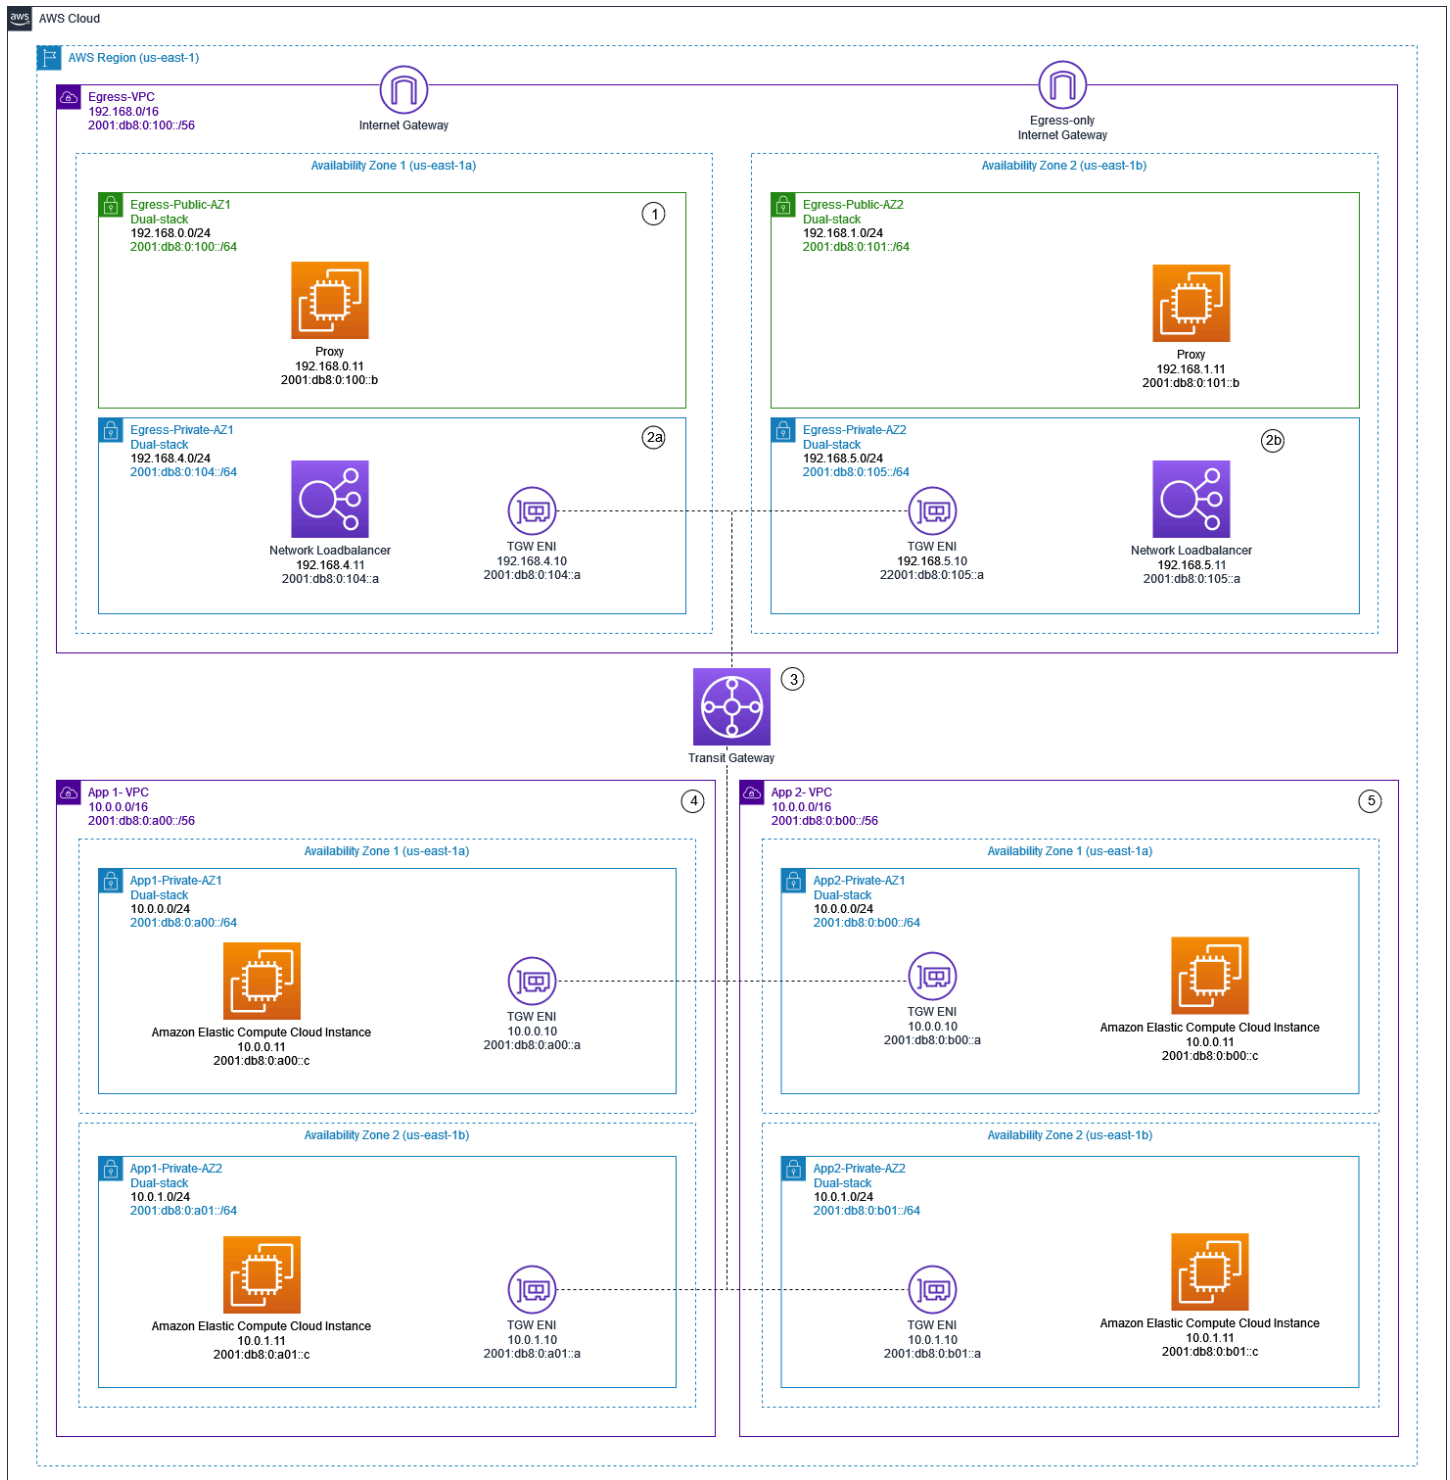 aws
AWS Cloud
AWS Region (us-east-1)
Egress-VPC
192.168.0/16
2001:db8:0:100::/56
Internet Gateway
Egress-only
Internet Gateway
Availability Zone 1 (us-east-1a)
Egress-Public-AZ1
Dual-stack
192.168.0.0/24
2001:db8:0:100::/64
1
Proxy
192.168.0.11
2001:db8:0:100::b
Availability Zone 2 (us-east-1b)
Egress-Public-AZ2
Dual-stack
192.168.1.0/24
2001:db8:0:101::/64
Proxy
192.168.1.11
2001:db8:0:101::b
Egress-Private-AZ1
Dual-stack
192.168.4.0/24
2001:db8:0:104::/64
2a
Network Loadbalancer
192.168.4.11
2001:db8:0:104::a
TGW ENI
192.168.4.10
2001:db8:0:104::a
Egress-Private-AZ2
Dual-stack
192.168.5.0/24
2001:db8:0:105::/64
2b
TGW ENI
192.168.5.10
22001:db8:0:105::a
Network Loadbalancer
192.168.5.11
2001:db8:0:105::a
3
Transit Gateway
App 1- VPC
10.0.0.0/16
2001:db8:0:a00::/56
4
Availability Zone 1 (us-east-1a)
App1-Private-AZ1
Dual-stack
10.0.0.0/24
2001:db8:0:a00::/64
Amazon Elastic Compute Cloud Instance
10.0.0.11
2001:db8:0:a00::c
TGW ENI
10.0.0.10
2001:db8:0:a00::a
Availability Zone 2 (us-east-1b)
App1-Private-AZ2
Dual-stack
10.0.1.0/24
2001:db8:0:a01::/64
Amazon Elastic Compute Cloud Instance
10.0.1.11
2001:db8:0:a01::c
TGW ENI
10.0.1.10
2001:db8:0:a01::a
App 2- VPC
10.0.0.0/16
2001:db8:0:b00::/56
5
Availability Zone 1 (us-east-1a)
App2-Private-AZ1
Dual-stack
10.0.0.0/24
2001:db8:0:b00::/64
TGW ENI
10.0.0.10
2001:db8:0:b00::a
Amazon Elastic Compute Cloud Instance
10.0.0.11
2001:db8:0:b00::c
Availability Zone 2 (us-east-1b)
App2-Private-AZ2
Dual-stack
10.0.1.0/24
2001:db8:0:b01::/64
TGW ENI
10.0.1.10
2001:db8:0:b01::a
Amazon Elastic Compute Cloud Instance
10.0.1.11
2001:db8:0:b01::c